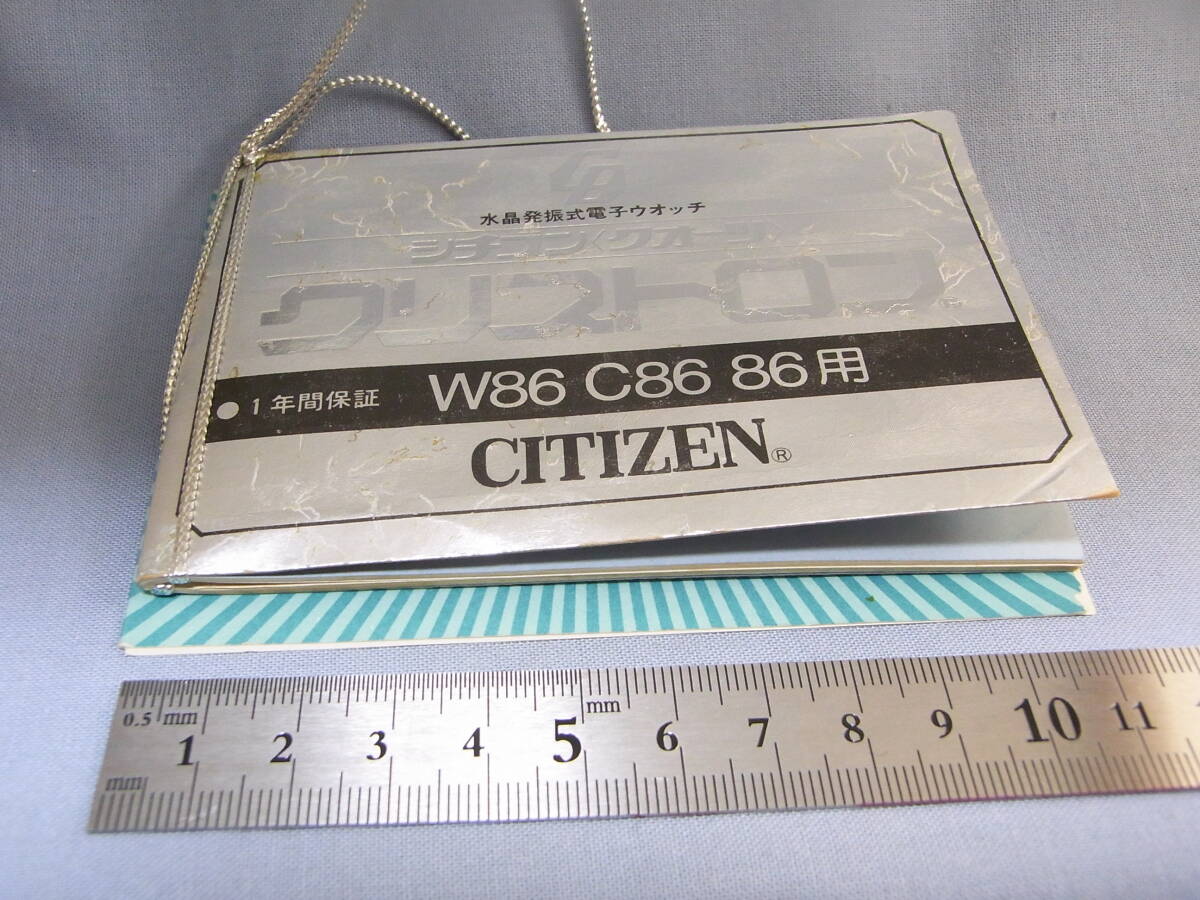 水晶発振式電子ウオッチ
シチズン〈クオーツ〉
クリストロン
● 1年間保証 W86 C86 86用
CITIZEN®
0.5 mm mm
1 2 3 4 5 6 7 8 9 10 11
mm